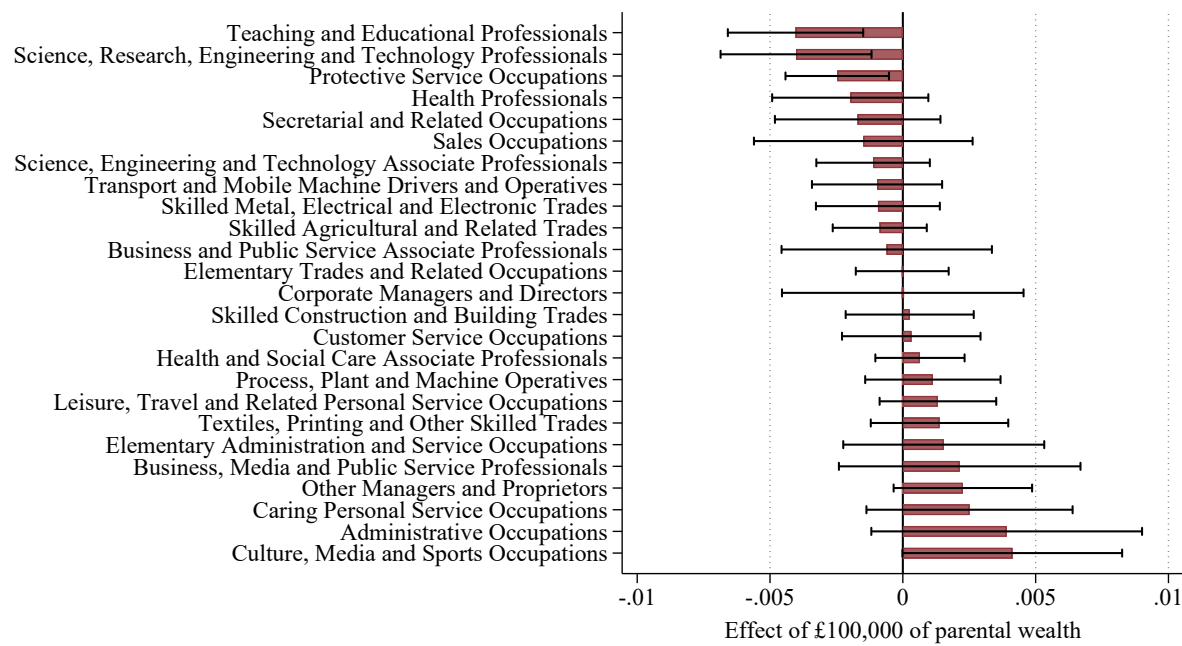 Teaching and Educational Professionals
Science, Research, Engineering and Technology Professionals
Protective Service Occupations
Health Professionals
Secretarial and Related Occupations
Sales Occupations
Science, Engineering and Technology Associate Professionals
Transport and Mobile Machine Drivers and Operatives
Skilled Metal, Electrical and Electronic Trades
Skilled Agricultural and Related Trades
Business and Public Service Associate Professionals
Elementary Trades and Related Occupations
Corporate Managers and Directors
Skilled Construction and Building Trades
Customer Service Occupations
Health and Social Care Associate Professionals
Process, Plant and Machine Operatives
Leisure, Travel and Related Personal Service Occupations
Textiles, Printing and Other Skilled Trades
Elementary Administration and Service Occupations
Business, Media and Public Service Professionals
Other Managers and Proprietors
Caring Personal Service Occupations
Administrative Occupations
Culture, Media and Sports Occupations
-.01 -.005 0 .005 .01
Effect of £100,000 of parental wealth